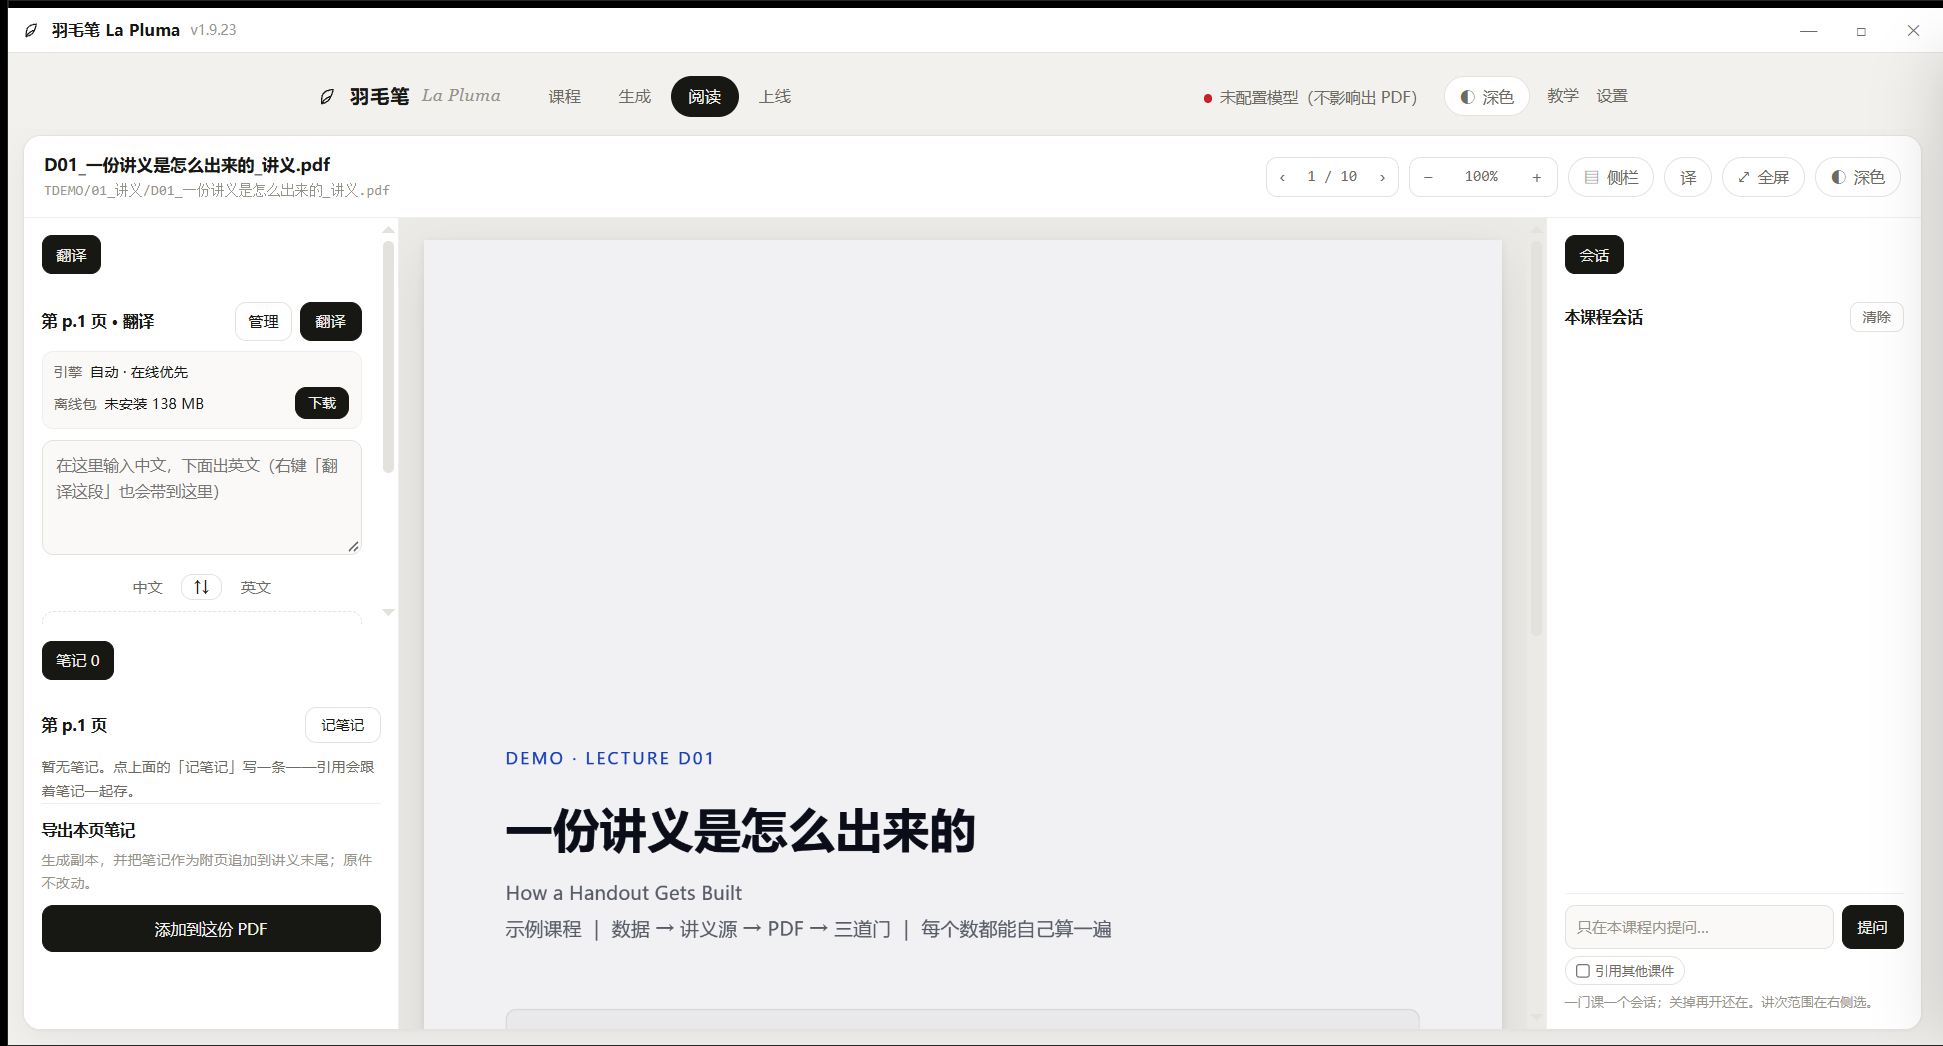 羽毛笔 La Pluma v1.9.23
羽毛笔 La Pluma 课程 生成 阅读 上线 未配置模型（不影响出 PDF） 深色 教学 设置
D01_一份讲义是怎么出来的_讲义.pdf
TDEMO/01_讲义/D01_一份讲义是怎么出来的_讲义.pdf
‹ 1 / 10 › − 100% + 侧栏 译 全屏 深色
翻译
第 p.1 页 • 翻译 管理 翻译
引擎 自动 · 在线优先
离线包 未安装 138 MB 下载
在这里输入中文，下面出英文（右键「翻
译这段」也会带到这里）
中文 英文
笔记 0
第 p.1 页 记笔记
暂无笔记。点上面的「记笔记」写一条——引用会跟
着笔记一起存。
导出本页笔记
生成副本，并把笔记作为附页追加到讲义末尾；原件
不改动。
添加到这份 PDF
DEMO · LECTURE D01
一份讲义是怎么出来的
How a Handout Gets Built
示例课程 | 数据 → 讲义源 → PDF → 三道门 | 每个数都能自己算一遍
会话
本课程会话 清除
只在本课程内提问... 提问
引用其他课件
一门课一个会话；关掉再开还在。讲次范围在右侧选。